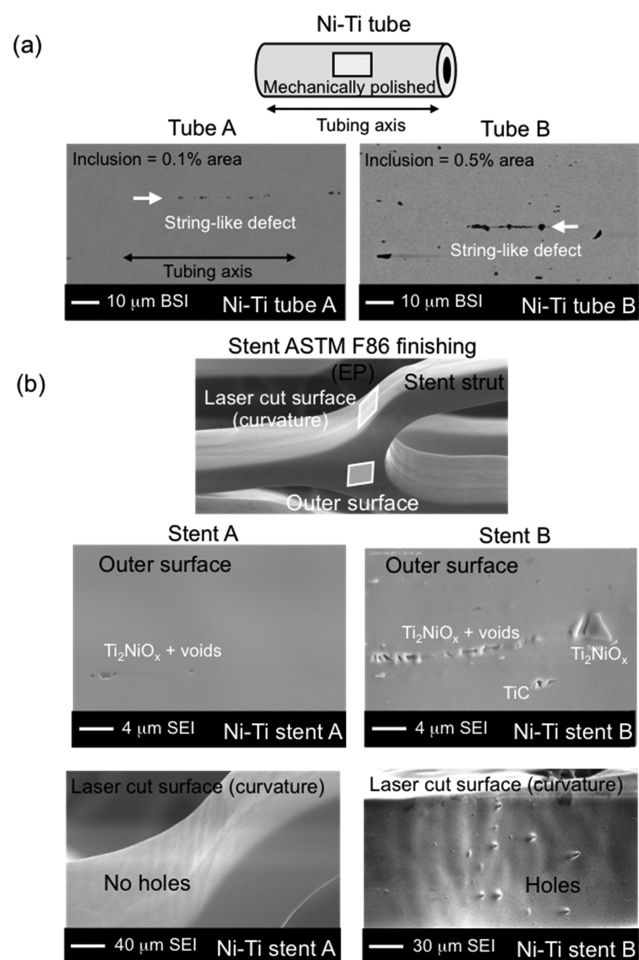 (a)
Ni-Ti tube
Mechanically polished
Tubing axis
Tube A
Tube B
Inclusion = 0.1% area
String-like defect
Tubing axis
10 μm BSI
Ni-Ti tube A
Inclusion = 0.5% area
String-like defect
10 μm BSI
Ni-Ti tube B
(b)
Stent ASTM F86 finishing
(EP)
Stent strut
Laser cut surface
(curvature)
Outer surface
Stent A
Stent B
Outer surface
Ti₂NiOₓ + voids
4 μm SEI
Ni-Ti stent A
Outer surface
Ti₂NiOₓ + voids
Ti₂NiOₓ
TiC
4 μm SEI
Ni-Ti stent B
Laser cut surface (curvature)
No holes
40 μm SEI
Ni-Ti stent A
Laser cut surface (curvature)
Holes
30 μm SEI
Ni-Ti stent B